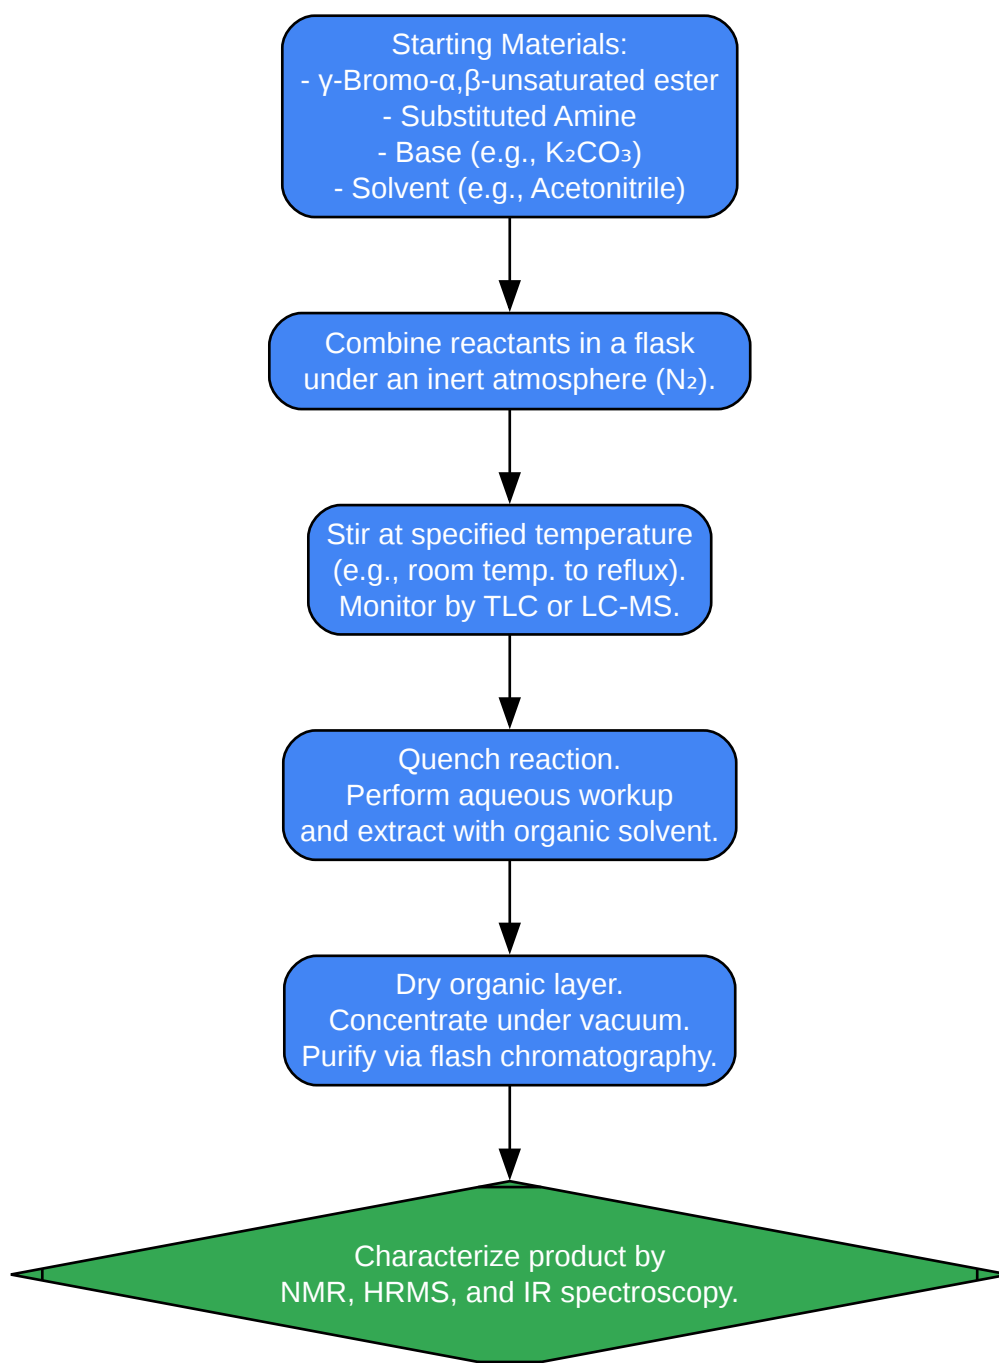 Starting Materials:
- γ-Bromo-α,β-unsaturated ester
- Substituted Amine
- Base (e.g., K₂CO₃)
- Solvent (e.g., Acetonitrile)
Combine reactants in a flask
under an inert atmosphere (N₂).
Stir at specified temperature
(e.g., room temp. to reflux).
Monitor by TLC or LC-MS.
Quench reaction.
Perform aqueous workup
and extract with organic solvent.
Dry organic layer.
Concentrate under vacuum.
Purify via flash chromatography.
Characterize product by
NMR, HRMS, and IR spectroscopy.